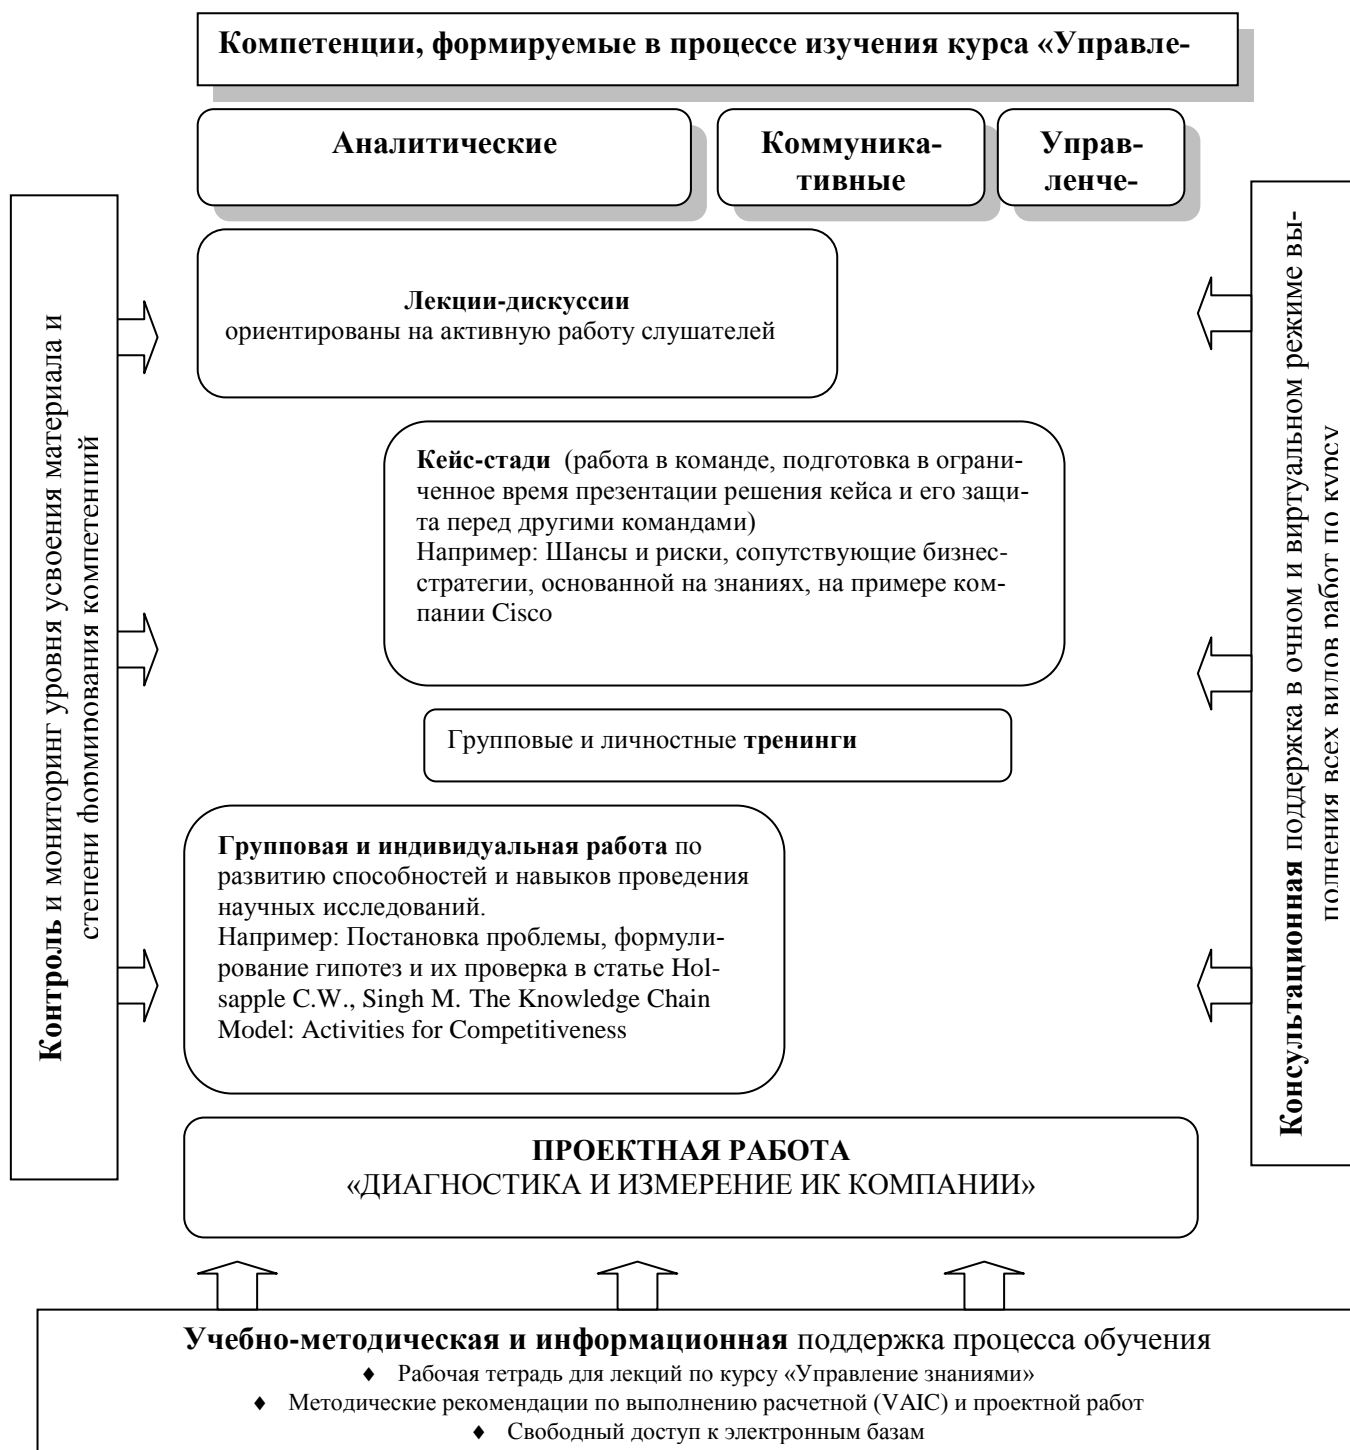 Компетенции, формируемые в процессе изучения курса «Управле-
Аналитические
Коммуника-
тивные
Управ-
ленче-
Контроль и мониторинг уровня усвоения материала и
степени формирования компетенций
Лекции-дискуссии
ориентированы на активную работу слушателей
Кейс-стади (работа в команде, подготовка в ограни-
ченное время презентации решения кейса и его защи-
та перед другими командами)
Например: Шансы и риски, сопутствующие бизнес-
стратегии, основанной на знаниях, на примере ком-
пании Cisco
Групповые и личностные тренинги
Групповая и индивидуальная работа по
развитию способностей и навыков проведения
научных исследований.
Например: Постановка проблемы, формули-
рование гипотез и их проверка в статье Hol-
sapple C.W., Singh M. The Knowledge Chain
Model: Activities for Competitiveness
Консультационная поддержка в очном и виртуальном режиме вы-
полнения всех видов работ по курсу
ПРОЕКТНАЯ РАБОТА
«ДИАГНОСТИКА И ИЗМЕРЕНИЕ ИК КОМПАНИИ»
Учебно-методическая и информационная поддержка процесса обучения
♦ Рабочая тетрадь для лекций по курсу «Управление знаниями»
♦ Методические рекомендации по выполнению расчетной (VAIC) и проектной работ
♦ Свободный доступ к электронным базам